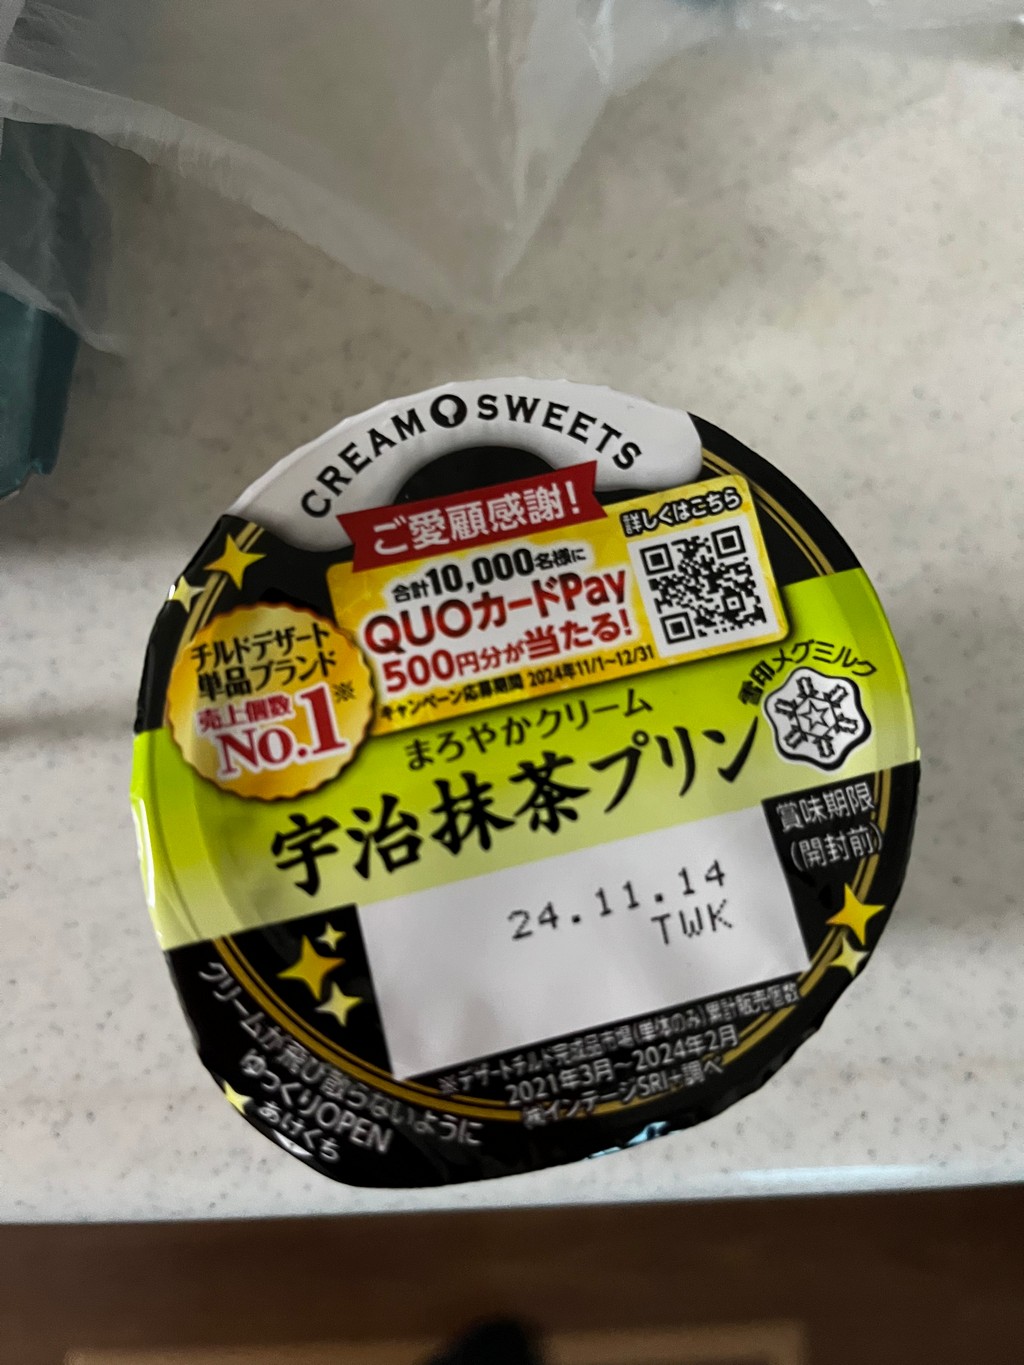 CREAM SWEETS
ご愛顧感謝!
合計10,000名様に
QUOカードPay
500円分が当たる!
キャンペーン応募期間 2024年11/1~12/31
詳しくはこちら
チルドデザート
単品ブランド
売上個数
No.1※
雪印メグミルク
まろやかクリーム
宇治抹茶プリン
賞味期限
(開封前)
24.11.14
TWK
※デザートチルド完成品市場(単体のみ)累計販売個数
2021年3月~2024年2月
㈱インテージSRI+調べ
クリームが飛び散らないように
ゆっくりOPEN
あけくち